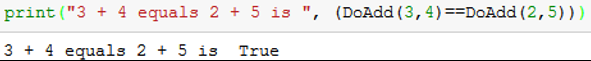 print("3 + 4 equals 2 + 5 is ", (DoAdd(3,4)==DoAdd(2,5)))
3 + 4 equals 2 + 5 is  True